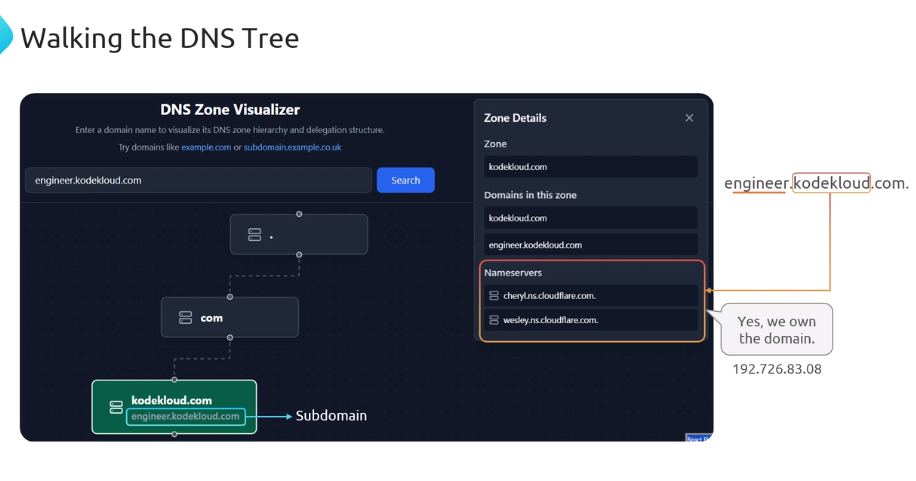 Walking the DNS Tree
DNS Zone Visualizer
Enter a domain name to visualize its DNS zone hierarchy and delegation structure.
Try domains like example.com or subdomain.example.co.uk
engineer.kodekloud.com
Search
.
com
kodekloud.com
engineer.kodekloud.com
Subdomain
Zone Details
Zone
kodekloud.com
Domains in this zone
kodekloud.com
engineer.kodekloud.com
Nameservers
cheryl.ns.cloudflare.com.
wesley.ns.cloudflare.com.
engineer.kodekloud.com.
Yes, we own
the domain.
192.726.83.08
React